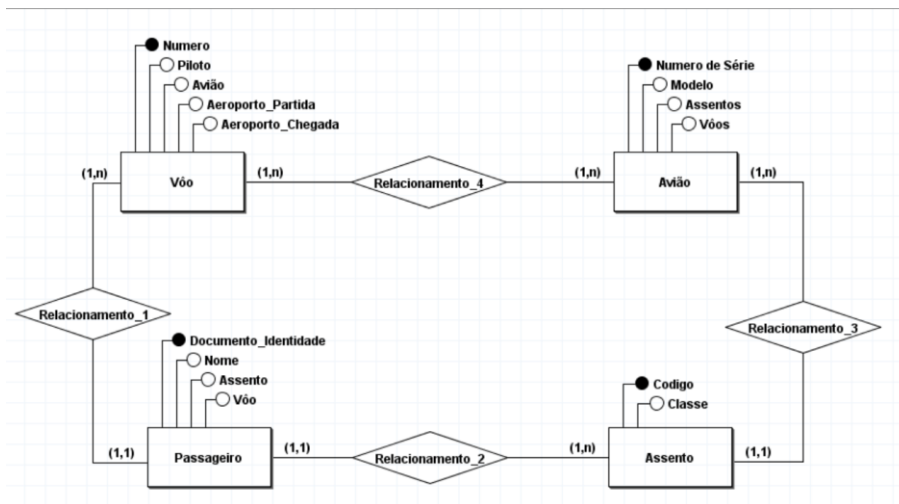 Numero
Piloto
Avião
Aeroporto_Partida
Aeroporto_Chegada
(1,n)
Vôo
(1,n)
Relacionamento_4
(1,n)
Numero de Série
Modelo
Assentos
Vôos
Avião
(1,n)
Relacionamento_1
Relacionamento_3
Documento_Identidade
Nome
Assento
Vôo
(1,1)
Passageiro
(1,1)
Relacionamento_2
(1,n)
Codigo
Classe
Assento
(1,1)